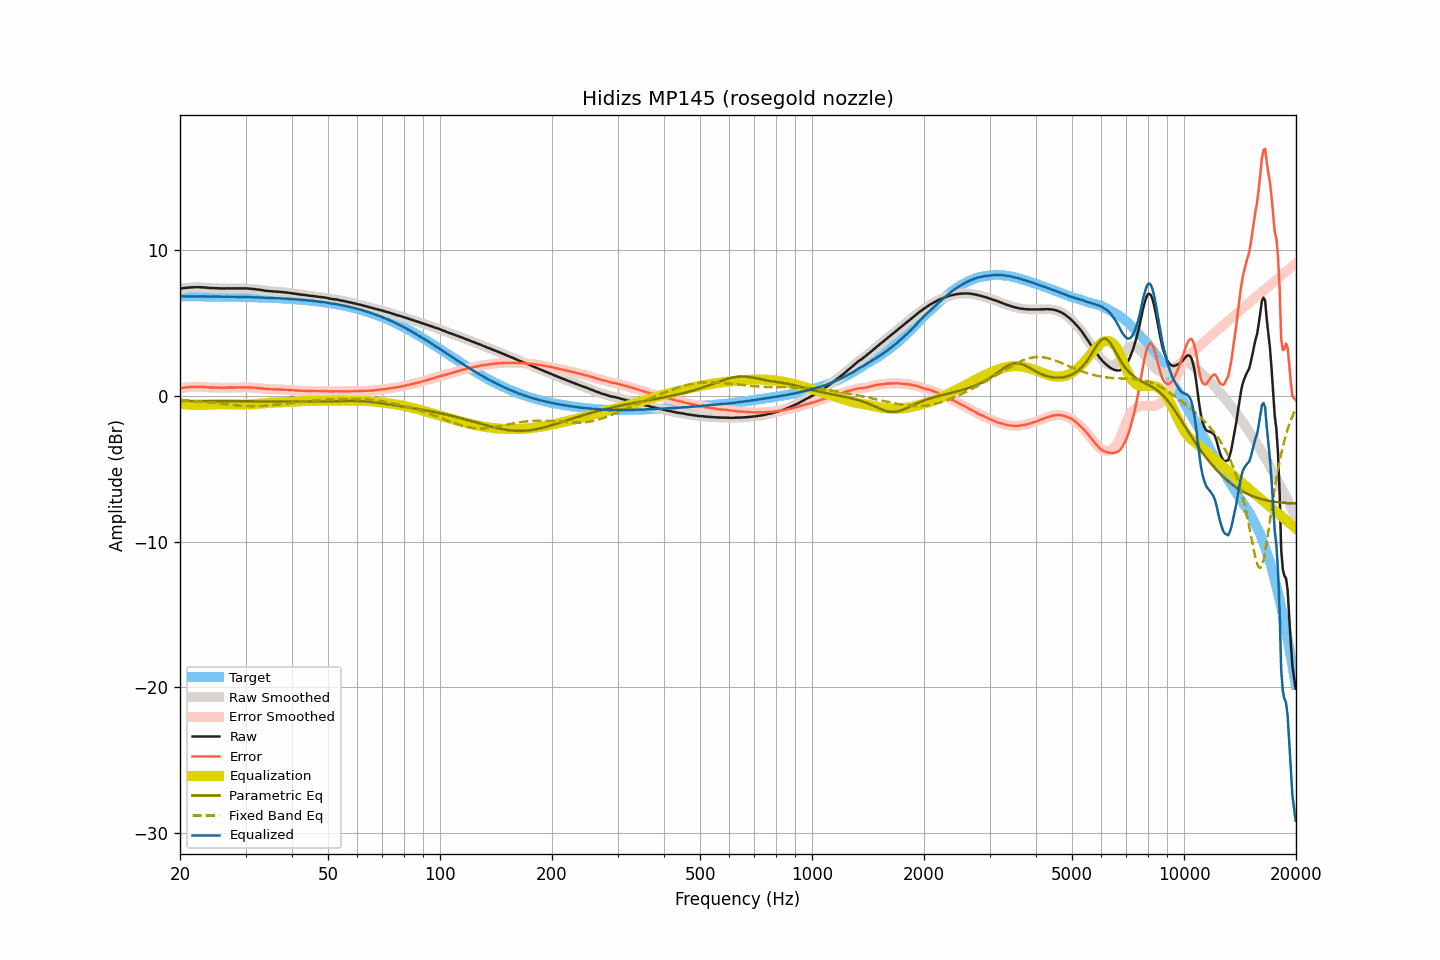 Hidizs MP145 (rosegold nozzle)
10
0
−10
−20
−30
Amplitude (dBr)
Target
Raw Smoothed
Error Smoothed
Raw
Error
Equalization
Parametric Eq
Fixed Band Eq
Equalized
20 50 100 200 500 1000 2000 5000 10000 20000
Frequency (Hz)